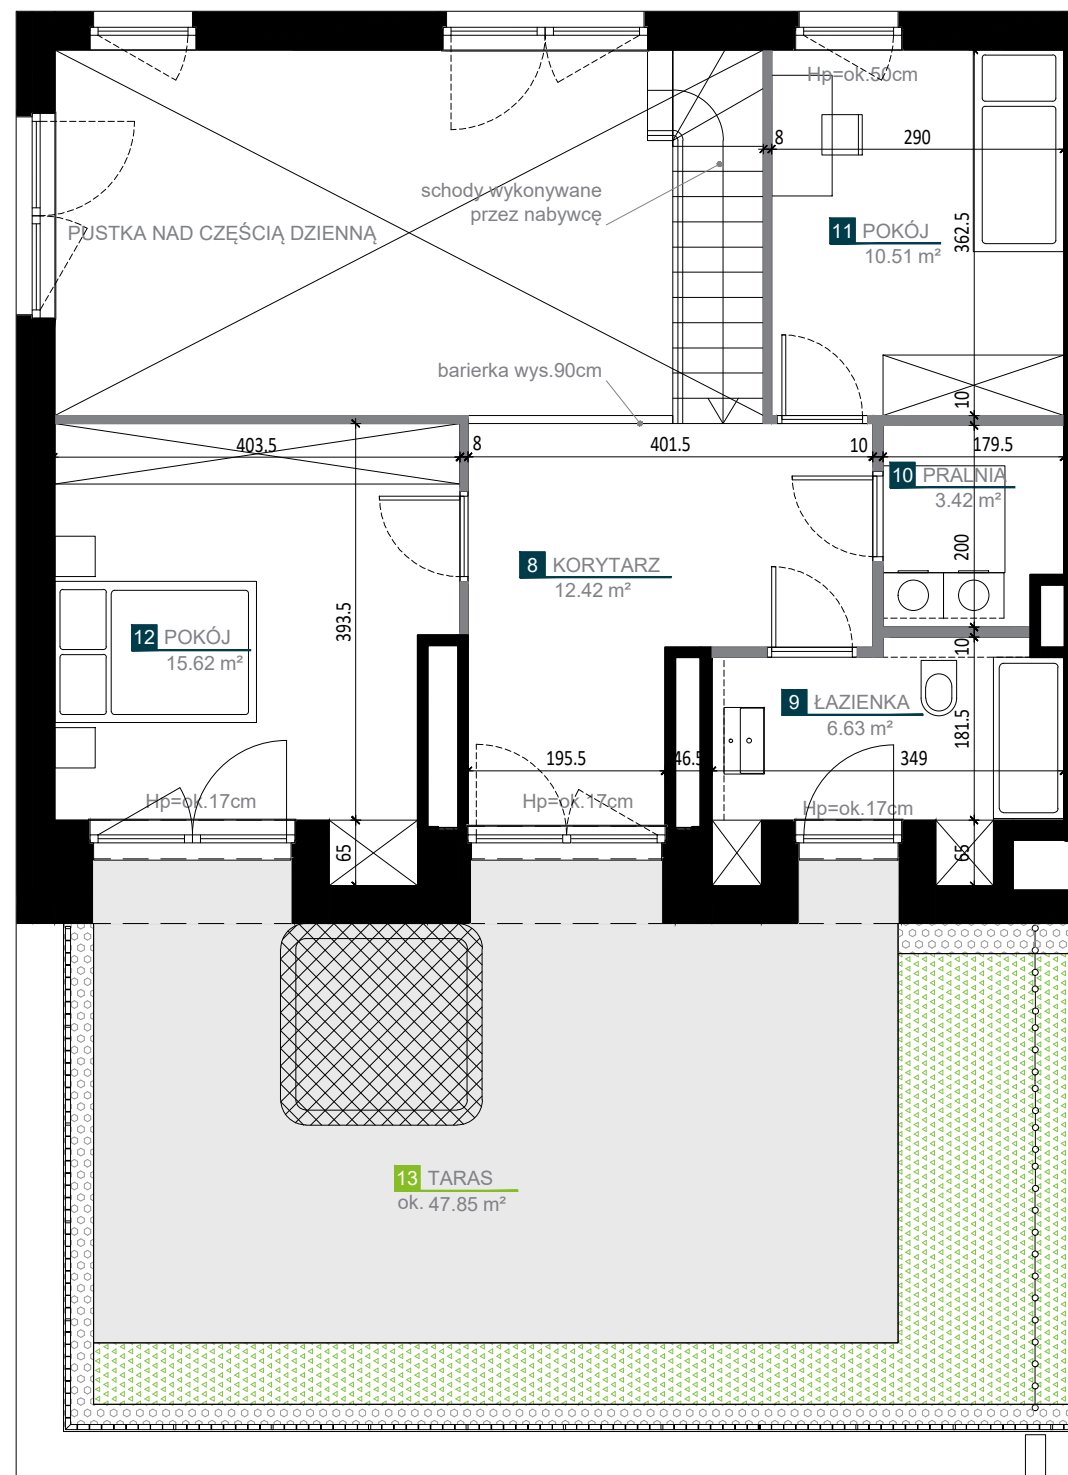 Hp=ok.50cm
8
290
schody wykonywane
przez nabywcę
PUSTKA NAD CZĘŚCIĄ DZIENNĄ
11 POKÓJ
10.51 m²
362.5
barierka wys.90cm
10
403.5
8
401.5
10
179.5
10 PRALNIA
3.42 m²
200
8 KORYTARZ
12.42 m²
393.5
12 POKÓJ
15.62 m²
10
9 ŁAZIENKA
6.63 m²
181.5
195.5
46.5
349
Hp=ok.17cm
Hp=ok.17cm
Hp=ok.17cm
65
65
13 TARAS
ok. 47.85 m²